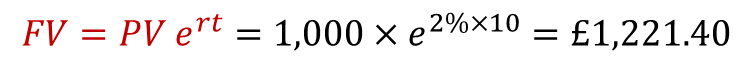 FV = PV e^{rt} = 1,000 × e^{2%×10} = £1,221.40